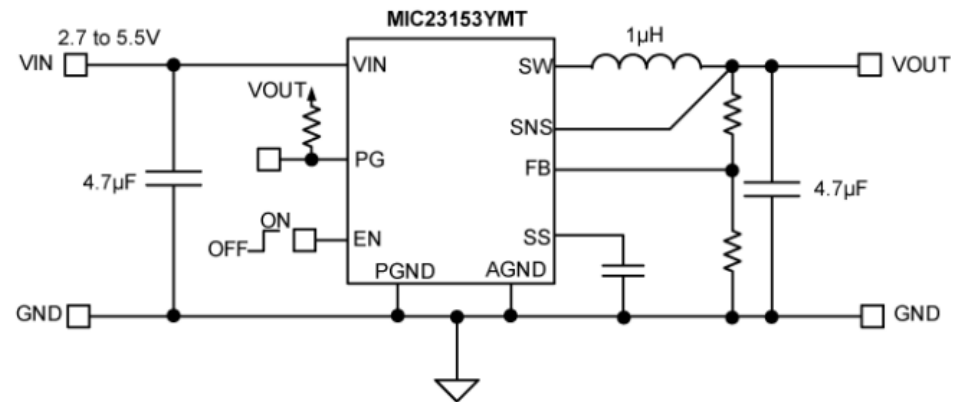 MIC23153YMT
2.7 to 5.5V
1µH
VIN
VIN
SW
VOUT
VOUT
SNS
PG
FB
4.7µF
4.7µF
ON
OFF
EN
SS
PGND
AGND
GND
GND